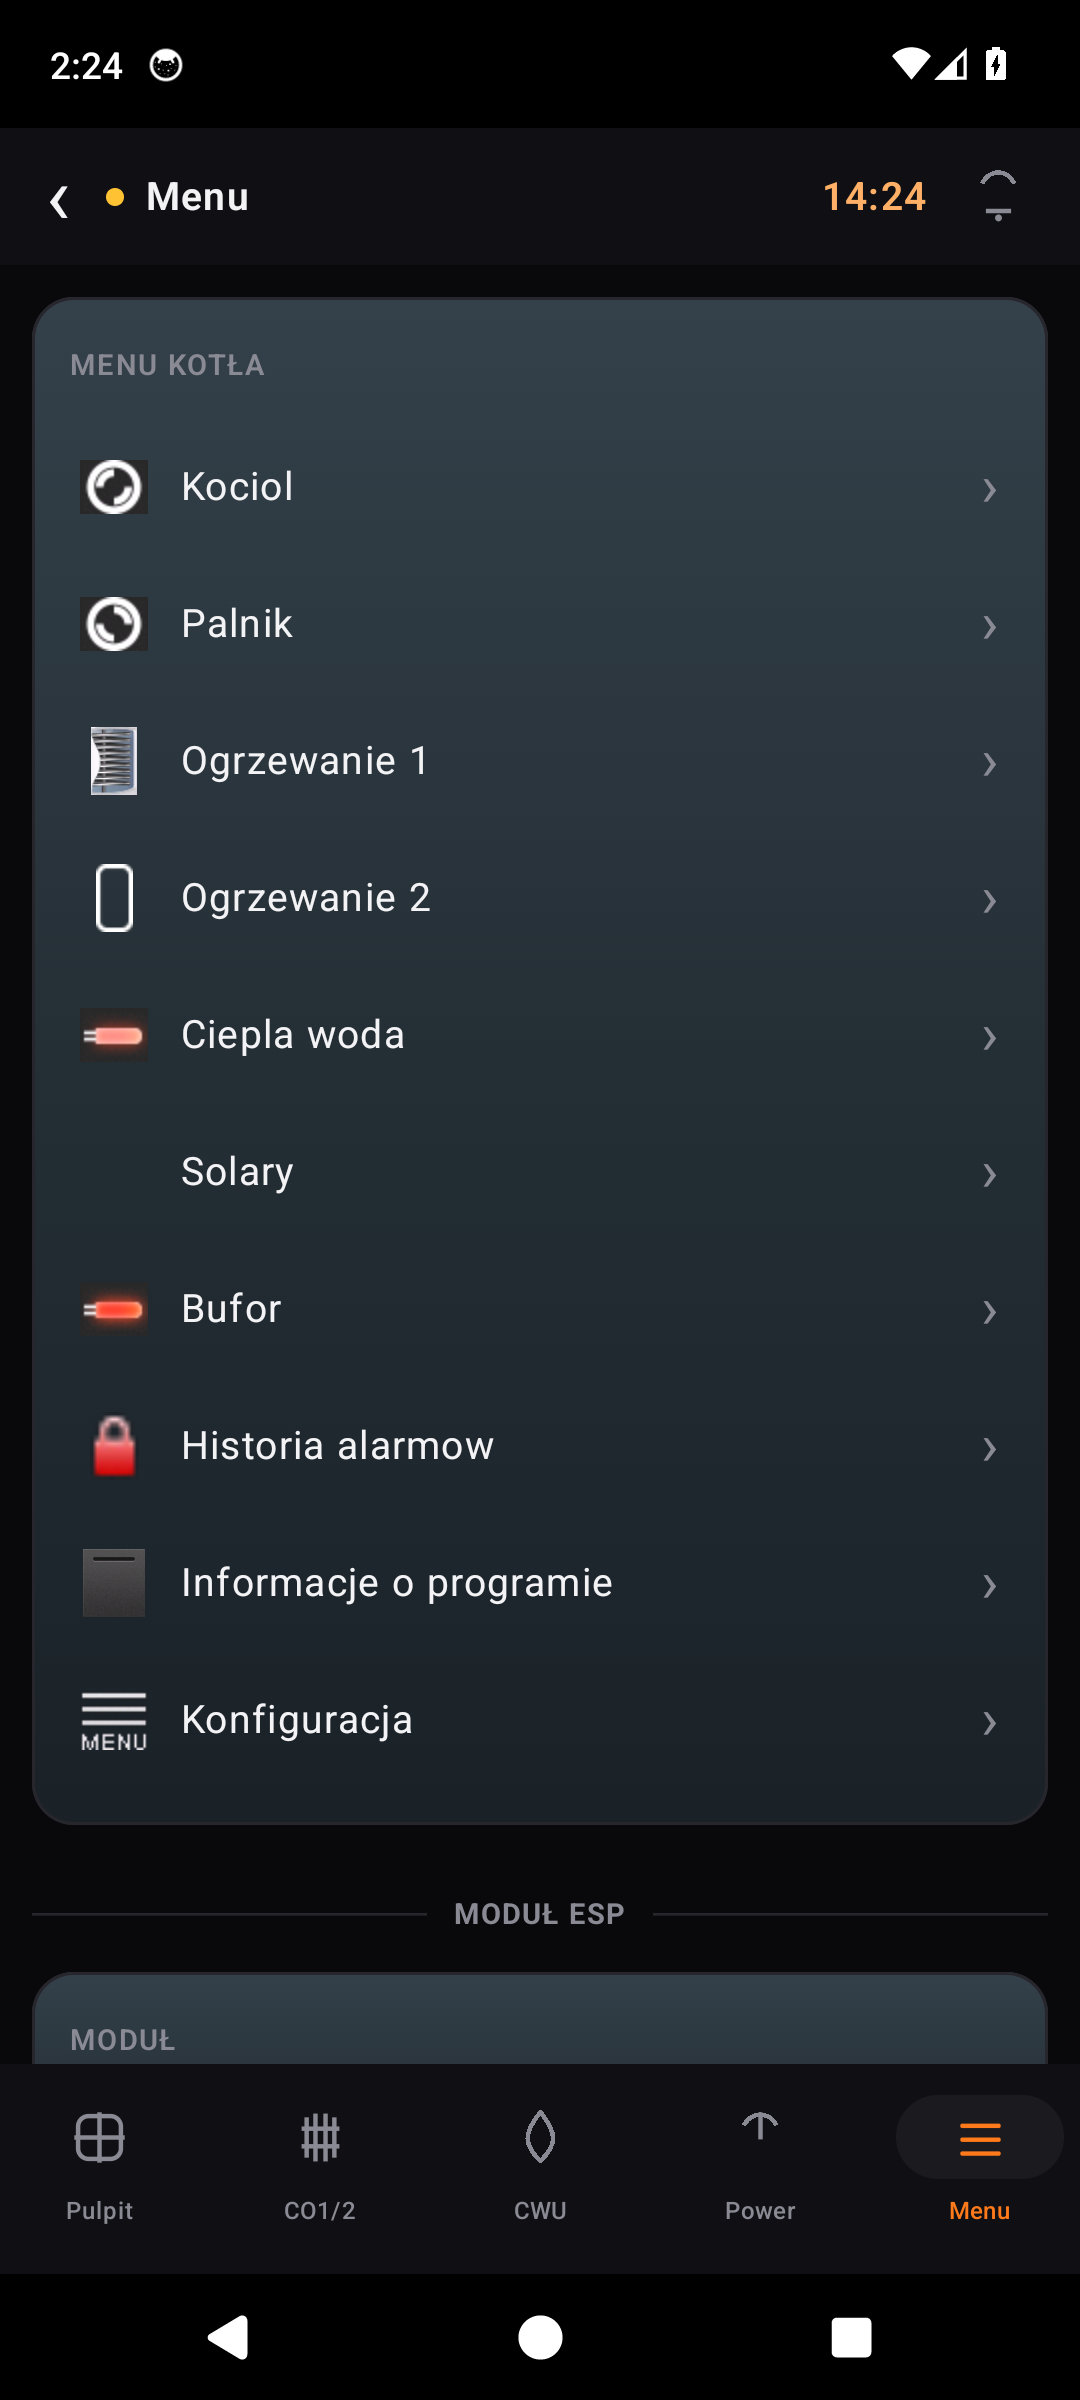 2:24
Menu
14:24
MENU KOTŁA
Kociol
Palnik
Ogrzewanie 1
Ogrzewanie 2
Ciepla woda
Solary
Bufor
Historia alarmow
Informacje o programie
MENU
Konfiguracja
MODUŁ ESP
MODUŁ
Pulpit
CO1/2
CWU
Power
Menu